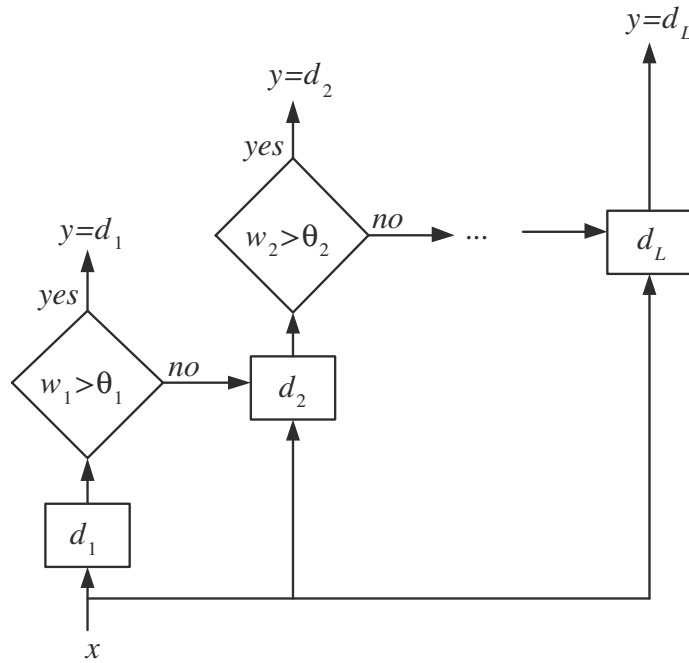 y=d_L
y=d_2
yes
w_2>θ_2
no
...
d_L
y=d_1
yes
w_1>θ_1
no
d_2
d_1
x